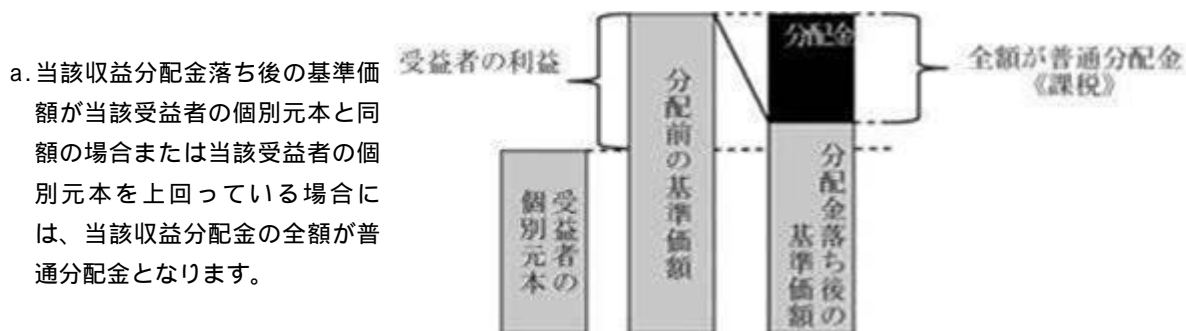 a.当該収益分配金落ち後の基準価
額が当該受益者の個別元本と同
額の場合または当該受益者の個
別元本を上回っている場合に
は、当該収益分配金の全額が普
通分配金となります。
受益者の利益
受益者の
個別元本
分配前の基準価額
分配金
分配金落ち後の
基準価額
全額が普通分配金
《課税》